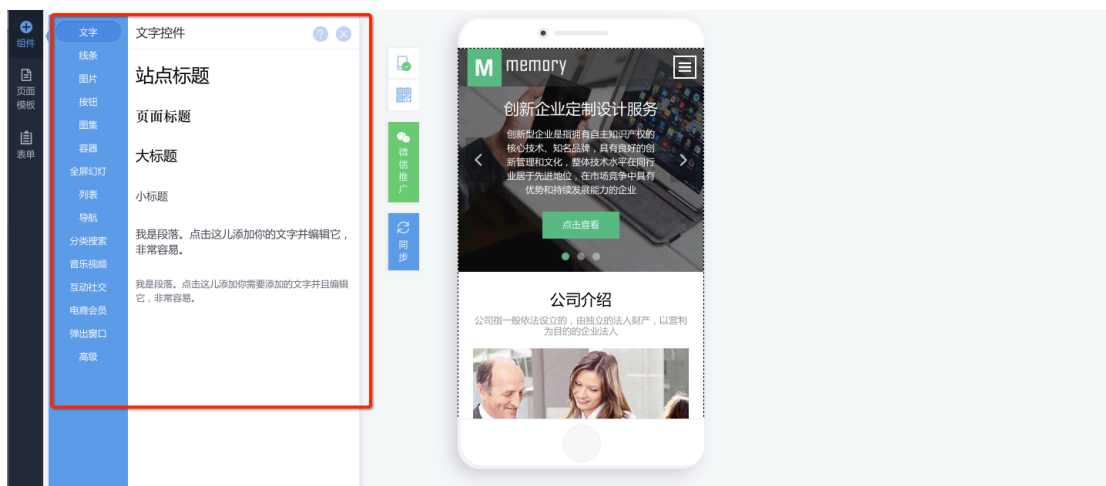 组件
页面
模板
表单
文字
线条
图片
按钮
图集
容器
全屏幻灯
列表
导航
分类搜索
音乐视频
互动社交
电商会员
弹出窗口
高级
文字控件
?
站点标题
页面标题
大标题
小标题
我是段落。点击这儿添加你的文字并编辑它，
非常容易。
我是段落。点击这儿添加你需要添加的文字并且编辑
它，非常容易。
微
信
推
广
同
步
M memory
创新企业定制设计服务
创新型企业是指拥有自主知识产权的
核心技术、知名品牌，具有良好的创
新管理和文化，整体技术水平在同行
业居于先进地位，在市场竞争中具有
优势和持续发展能力的企业
点击查看
公司介绍
公司指一般依法设立的，由独立的法人财产，以营利
为目的的企业法人